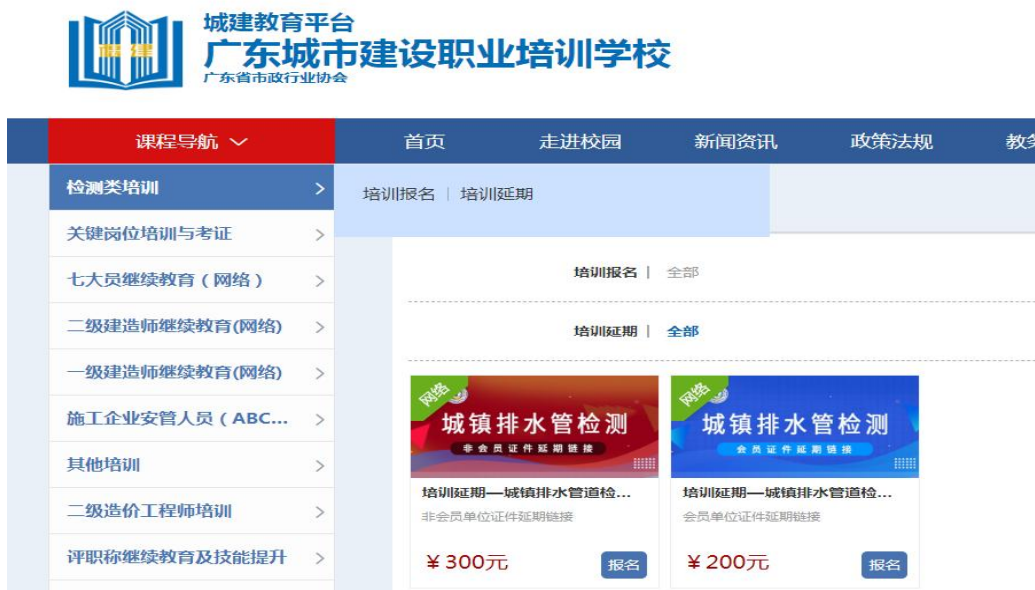 城建教育平台
广东城市建设职业培训学校
广东省市政行业协会
课程导航 首页 走进校园 新闻资讯 政策法规 教
检测类培训
培训报名 | 培训延期
关键岗位培训与考证
七大员继续教育（网络）
二级建造师继续教育(网络)
一级建造师继续教育(网络)
施工企业安管人员（ABC...
其他培训
二级造价工程师培训
评职称继续教育及技能提升
培训报名 | 全部
培训延期 | 全部
网络
城镇排水管检测
非会员证件延期链接
培训延期—城镇排水管道检...
非会员单位证件延期链接
￥300元 报名
网络
城镇排水管检测
会员证件延期链接
培训延期—城镇排水管道检...
会员单位证件延期链接
￥200元 报名